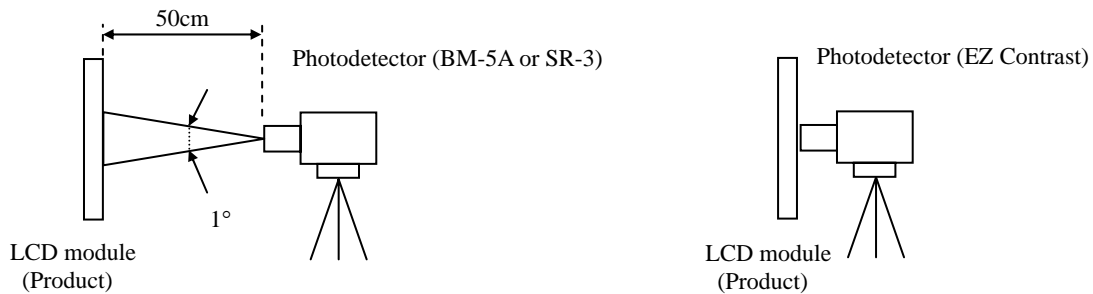 50cm
Photodetector (BM-5A or SR-3)
1°
LCD module
(Product)
Photodetector (EZ Contrast)
LCD module
(Product)